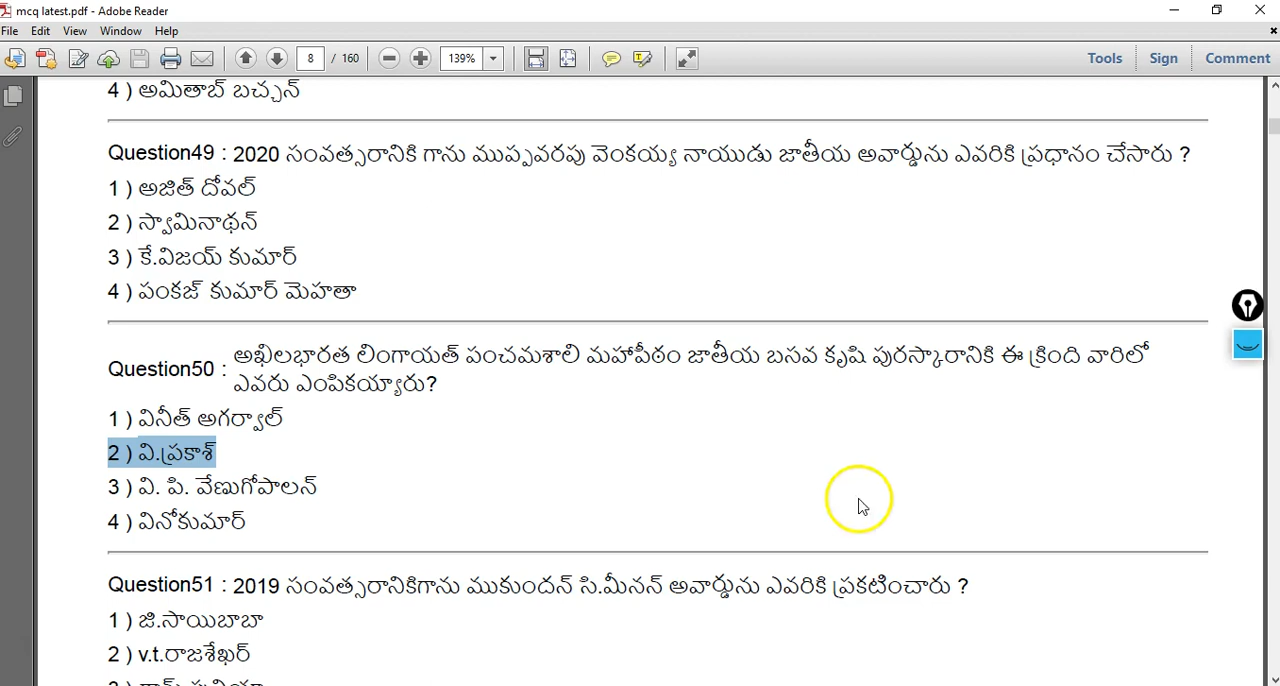 mcq latest.pdf - Adobe Reader
File Edit View Window Help
8 / 160 139% Tools Sign Comment
4 ) అమితాబ్ బచ్చన్
Question49 : 2020 సంవత్సరానికి గాను ముప్పవరపు వెంకయ్య నాయుడు జాతీయ అవార్డును ఎవరికి ప్రధానం చేసారు ?
1 ) అజిత్ దోవల్
2 ) స్వామినాథన్
3 ) కే.విజయ్ కుమార్
4 ) పంకజ్ కుమార్ మెహతా
Question50 : అఖిలభారత లింగాయత్ పంచమశాలి మహాపీఠం జాతీయ బసవ కృషి పురస్కారానికి ఈ క్రింది వారిలో
ఎవరు ఎంపికయ్యారు?
1 ) వినీత్ అగర్వాల్
2 ) వి.ప్రకాశ్
3 ) వి. పి. వేణుగోపాలన్
4 ) వినోకుమార్
Question51 : 2019 సంవత్సరానికిగాను ముకుందన్ సి.మీనన్ అవార్డును ఎవరికి ప్రకటించారు ?
1 ) జి.సాయిబాబా
2 ) v.t.రాజశేఖర్